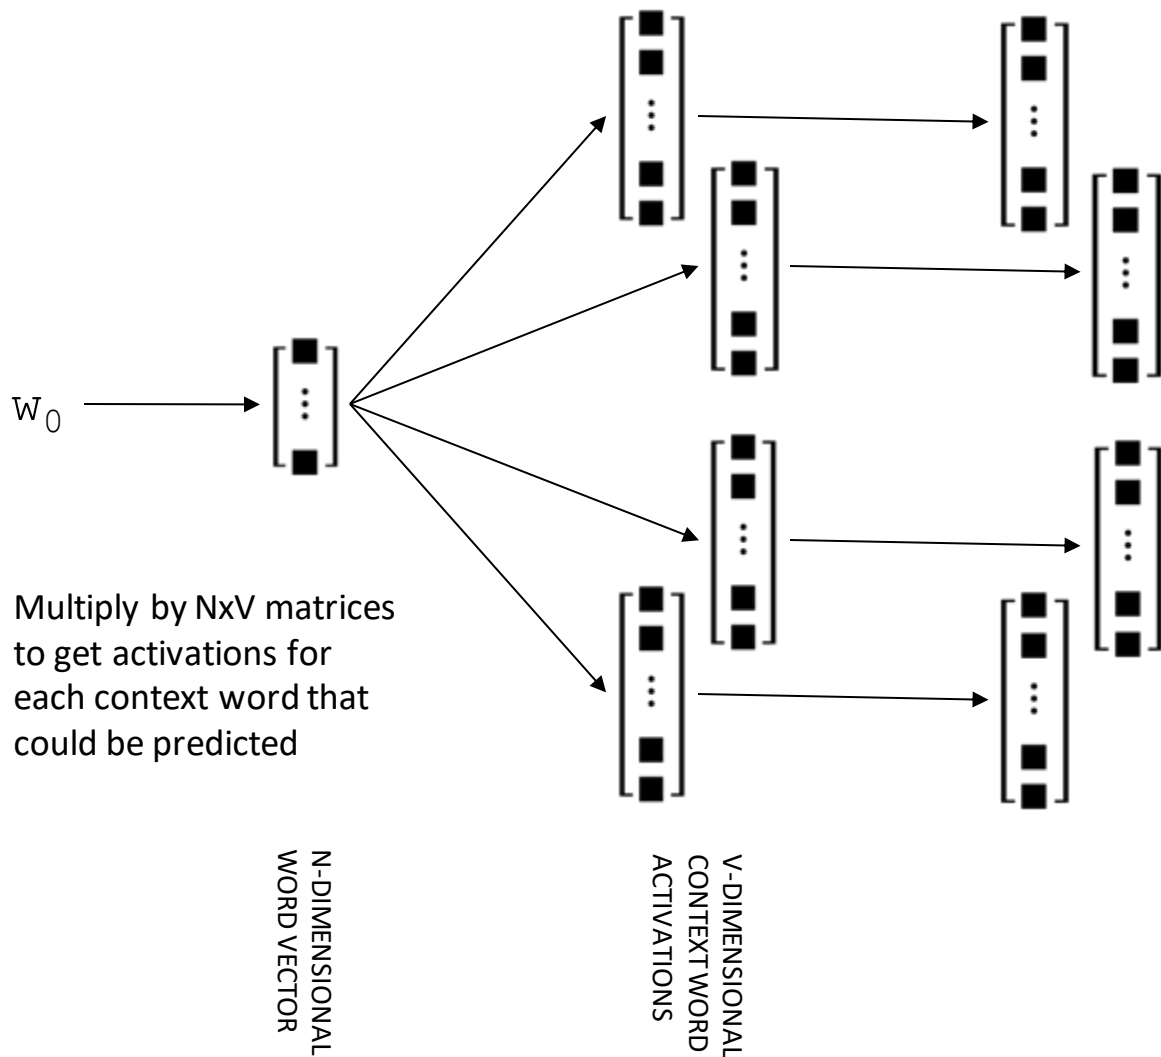 W0
Multiply by NxV matrices
to get activations for
each context word that
could be predicted
N-DIMENSIONAL
WORD VECTOR
V-DIMENSIONAL
CONTEXT WORD
ACTIVATIONS